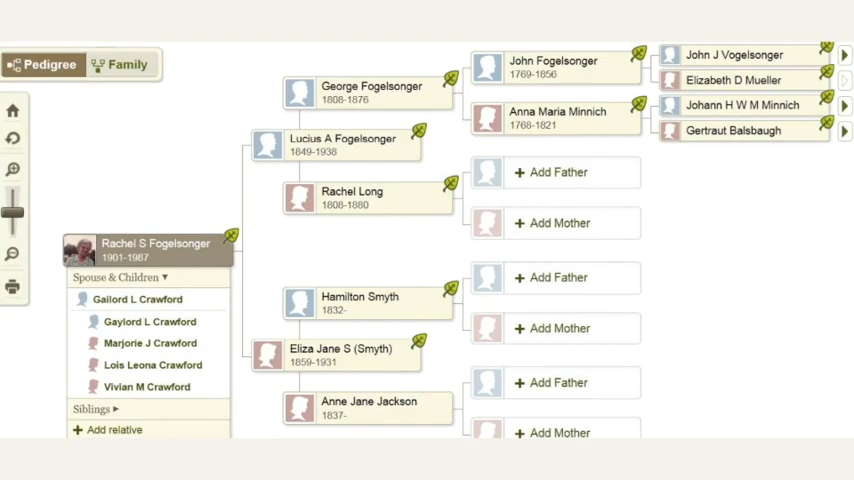 Pedigree
Family
John Fogelsonger
1769-1856
John J Vogelsonger
Elizabeth D Mueller
George Fogelsonger
1808-1876
Anna Maria Minnich
1768-1821
Johann H W M Minnich
Gertraut Balsbaugh
Lucius A Fogelsonger
1849-1938
Rachel Long
1808-1880
+ Add Father
+ Add Mother
Rachel S Fogelsonger
1901-1987
Spouse & Children
Gailord L Crawford
Gaylord L Crawford
Marjorie J Crawford
Lois Leona Crawford
Vivian M Crawford
Siblings
+ Add relative
Hamilton Smyth
1832-
+ Add Father
+ Add Mother
Eliza Jane S (Smyth)
1859-1931
Anne Jane Jackson
1837-
+ Add Father
+ Add Mother